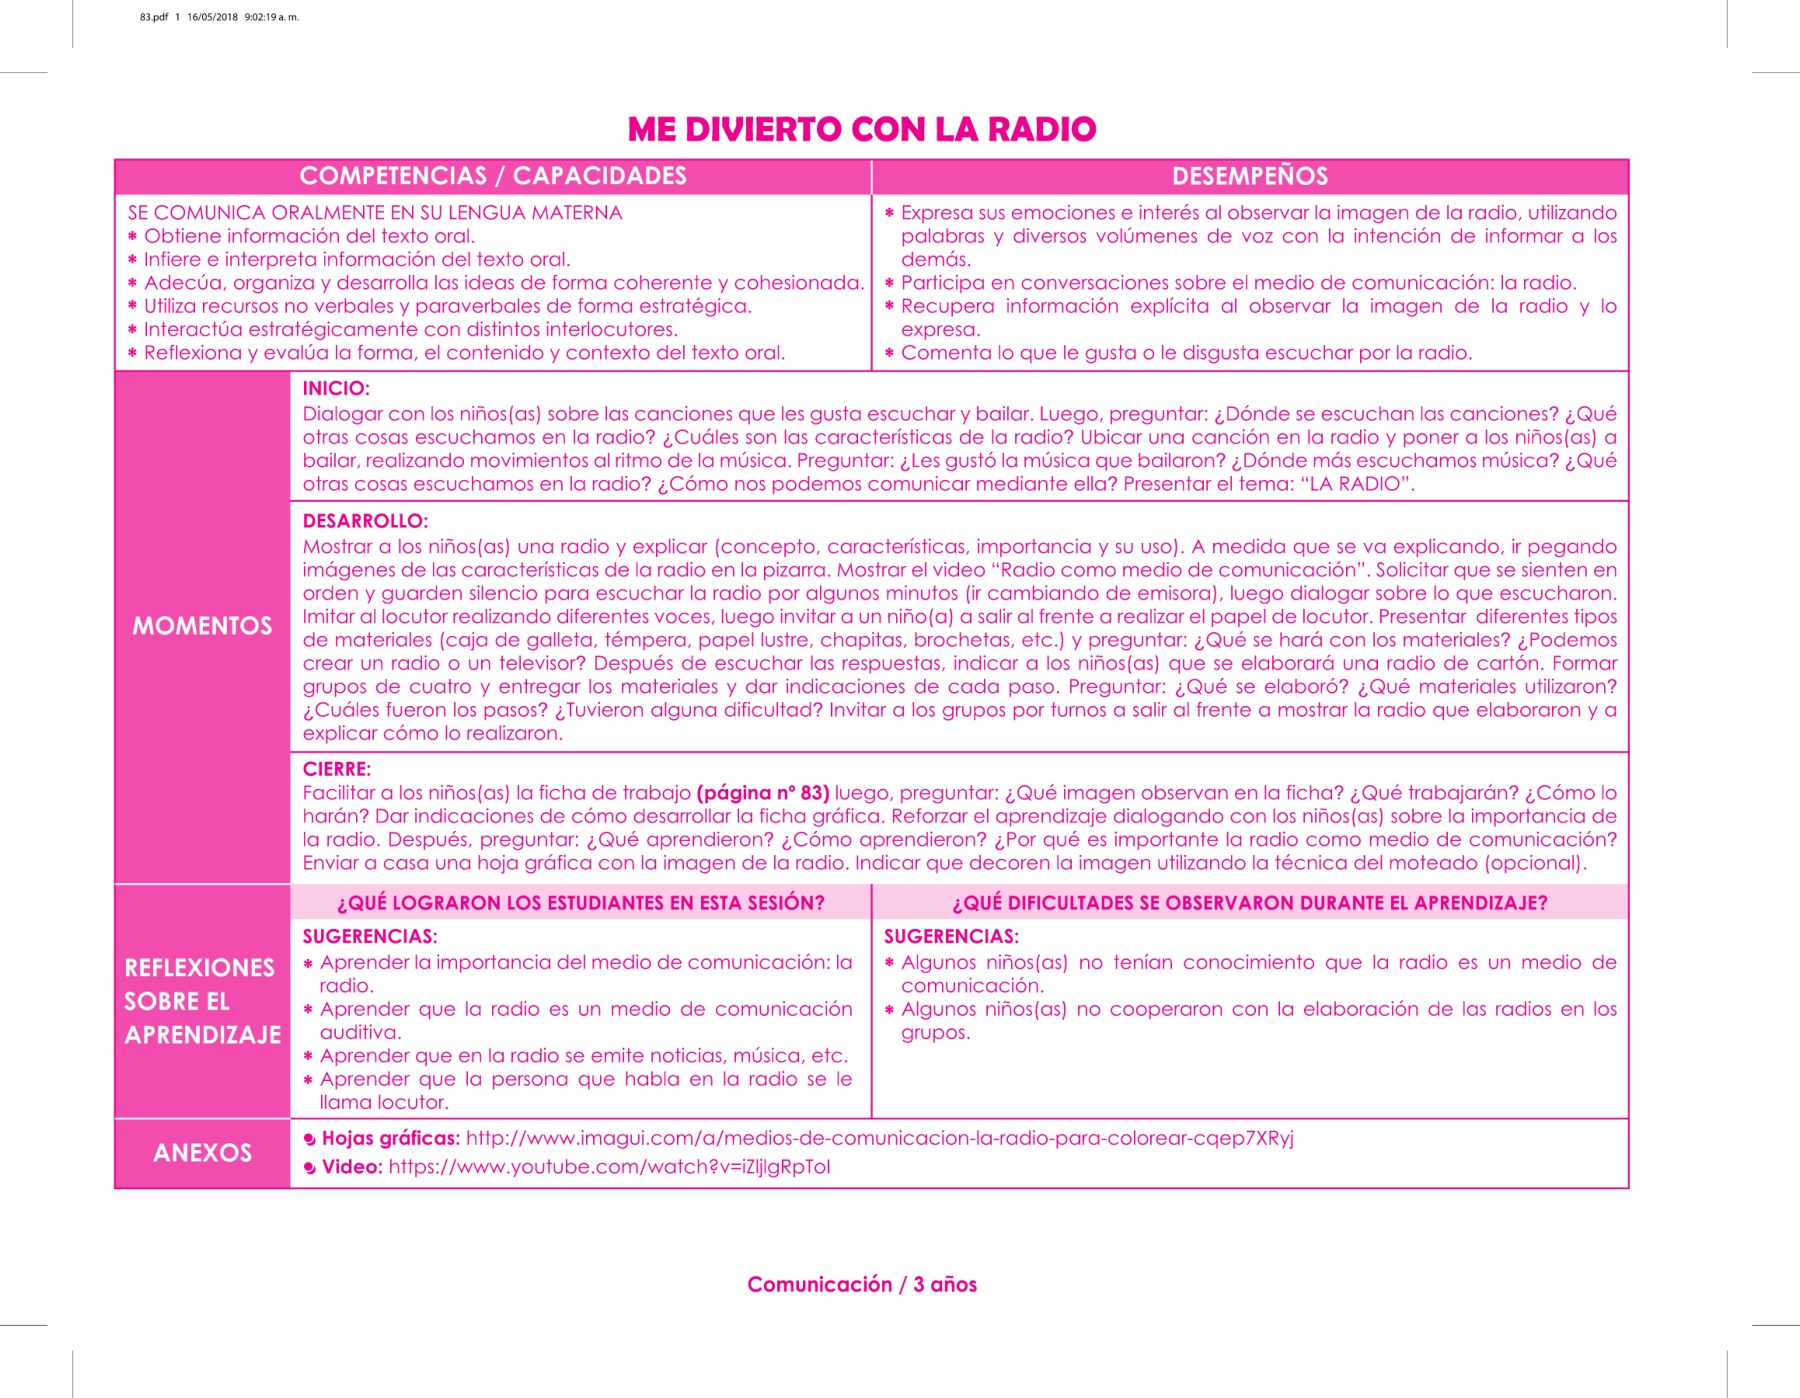 83.pdf 1 16/05/2018 9:02:19 a. m.
ME DIVIERTO CON LA RADIO
COMPETENCIAS / CAPACIDADES
SE COMUNICA ORALMENTE EN SU LENGUA MATERNA
* Obtiene información del texto oral.
* Infiere e interpreta información del texto oral.
* Adecúa, organiza y desarrolla las ideas de forma coherente y cohesionada.
* Utiliza recursos no verbales y paraverbales de forma estratégica.
* Interactúa estratégicamente con distintos interlocutores.
* Reflexiona y evalúa la forma, el contenido y contexto del texto oral.
DESEMPEÑOS
* Expresa sus emociones e interés al observar la imagen de la radio, utilizando
palabras y diversos volúmenes de voz con la intención de informar a los
demás.
* Participa en conversaciones sobre el medio de comunicación: la radio.
* Recupera información explícita al observar la imagen de la radio y lo
expresa.
* Comenta lo que le gusta o le disgusta escuchar por la radio.
MOMENTOS
INICIO:
Dialogar con los niños(as) sobre las canciones que les gusta escuchar y bailar. Luego, preguntar: ¿Dónde se escuchan las canciones? ¿Qué
otras cosas escuchamos en la radio? ¿Cuáles son las características de la radio? Ubicar una canción en la radio y poner a los niños(as) a
bailar, realizando movimientos al ritmo de la música. Preguntar: ¿Les gustó la música que bailaron? ¿Dónde más escuchamos música? ¿Qué
otras cosas escuchamos en la radio? ¿Cómo nos podemos comunicar mediante ella? Presentar el tema: “LA RADIO”.
DESARROLLO:
Mostrar a los niños(as) una radio y explicar (concepto, características, importancia y su uso). A medida que se va explicando, ir pegando
imágenes de las características de la radio en la pizarra. Mostrar el video “Radio como medio de comunicación”. Solicitar que se sienten en
orden y guarden silencio para escuchar la radio por algunos minutos (ir cambiando de emisora), luego dialogar sobre lo que escucharon.
Imitar al locutor realizando diferentes voces, luego invitar a un niño(a) a salir al frente a realizar el papel de locutor. Presentar diferentes tipos
de materiales (caja de galleta, témpera, papel lustre, chapitas, brochetas, etc.) y preguntar: ¿Qué se hará con los materiales? ¿Podemos
crear un radio o un televisor? Después de escuchar las respuestas, indicar a los niños(as) que se elaborará una radio de cartón. Formar
grupos de cuatro y entregar los materiales y dar indicaciones de cada paso. Preguntar: ¿Qué se elaboró? ¿Qué materiales utilizaron?
¿Cuáles fueron los pasos? ¿Tuvieron alguna dificultad? Invitar a los grupos por turnos a salir al frente a mostrar la radio que elaboraron y a
explicar cómo lo realizaron.
CIERRE:
Facilitar a los niños(as) la ficha de trabajo (página nº 83) luego, preguntar: ¿Qué imagen observan en la ficha? ¿Qué trabajarán? ¿Cómo lo
harán? Dar indicaciones de cómo desarrollar la ficha gráfica. Reforzar el aprendizaje dialogando con los niños(as) sobre la importancia de
la radio. Después, preguntar: ¿Qué aprendieron? ¿Cómo aprendieron? ¿Por qué es importante la radio como medio de comunicación?
Enviar a casa una hoja gráfica con la imagen de la radio. Indicar que decoren la imagen utilizando la técnica del moteado (opcional).
REFLEXIONES
SOBRE EL
APRENDIZAJE
¿QUÉ LOGRARON LOS ESTUDIANTES EN ESTA SESIÓN?
SUGERENCIAS:
* Aprender la importancia del medio de comunicación: la
radio.
* Aprender que la radio es un medio de comunicación
auditiva.
* Aprender que en la radio se emite noticias, música, etc.
* Aprender que la persona que habla en la radio se le
llama locutor.
¿QUÉ DIFICULTADES SE OBSERVARON DURANTE EL APRENDIZAJE?
SUGERENCIAS:
* Algunos niños(as) no tenían conocimiento que la radio es un medio de
comunicación.
* Algunos niños(as) no cooperaron con la elaboración de las radios en los
grupos.
ANEXOS
Hojas gráficas: http://www.imagui.com/a/medios-de-comunicacion-la-radio-para-colorear-cqep7XRyj
Video: https://www.youtube.com/watch?v=iZljlgRpToI
Comunicación / 3 años